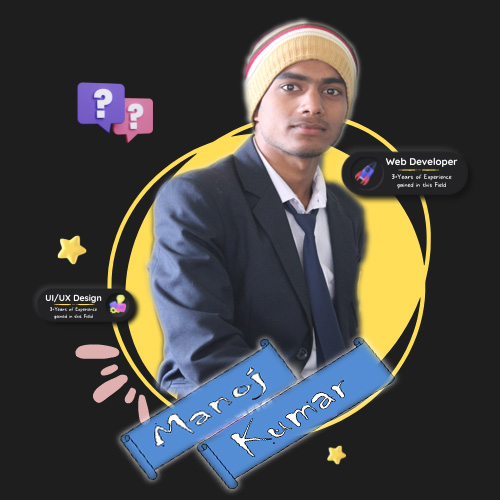 ? ?
Web Developer
3+Years of Experience
gained in this Field
UI/UX Design
3+Years of Experience
gained in this Field
Manoj
Kumar